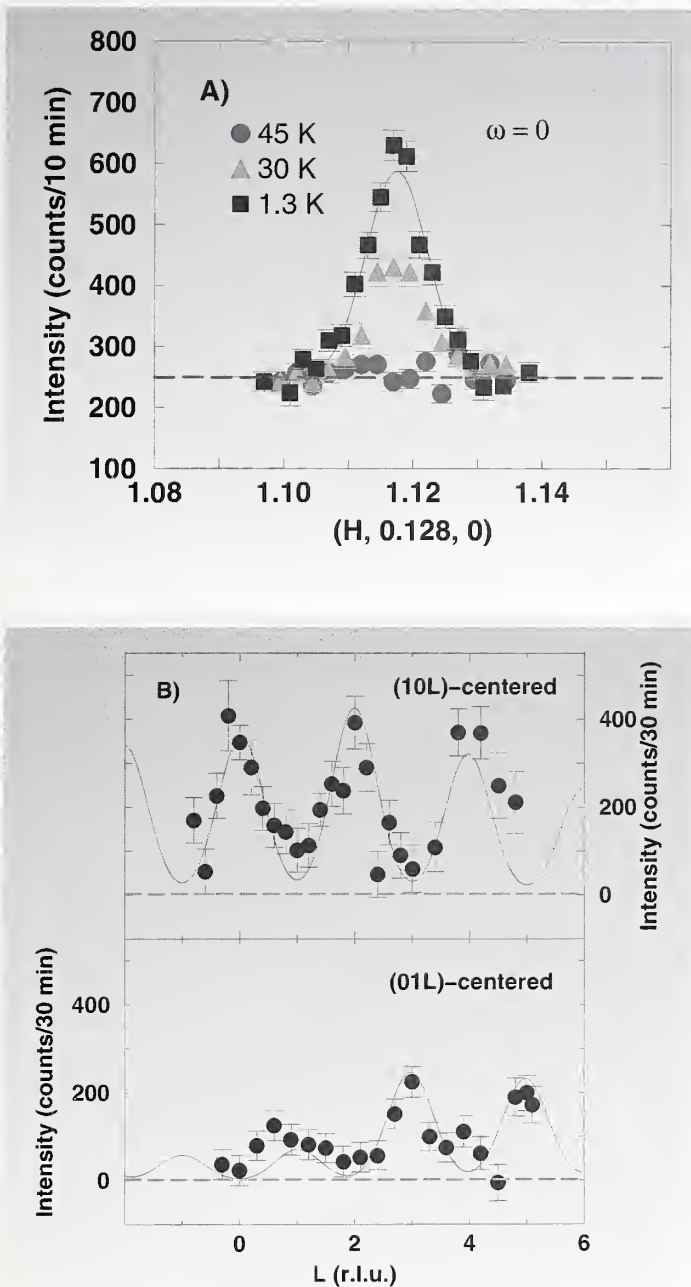 800
700
600
500
400
300
200
100
Intensity (counts/10 min)
A)
45 K
30 K
1.3 K
ω = 0
1.08
1.10
1.12
1.14
(H, 0.128, 0)
B)
(10L)-centered
400
200
0
Intensity (counts/30 min)
(01L)-centered
400
200
0
Intensity (counts/30 min)
0
2
4
6
L (r.l.u.)